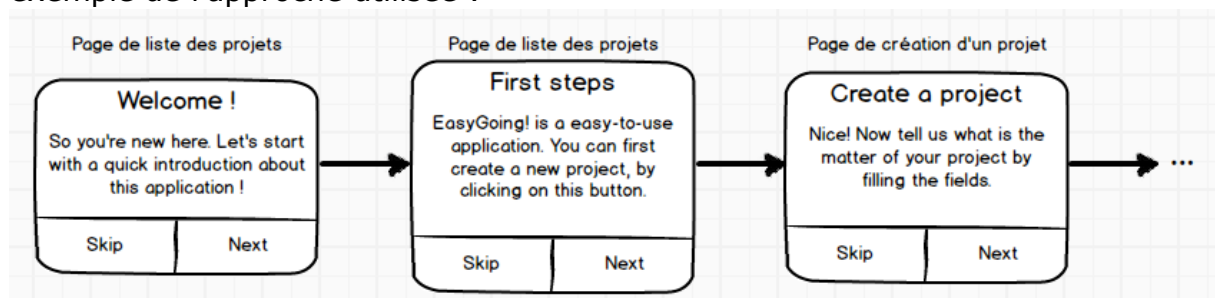 exemple de l'approche utilisée :
Page de liste des projets
Welcome !
So you're new here. Let's start
with a quick introduction about
this application !
Skip
Next
Page de liste des projets
First steps
EasyGoing! is a easy-to-use
application. You can first
create a new project, by
clicking on this button.
Skip
Next
Page de création d'un projet
Create a project
Nice! Now tell us what is the
matter of your project by
filling the fields.
Skip
Next
...